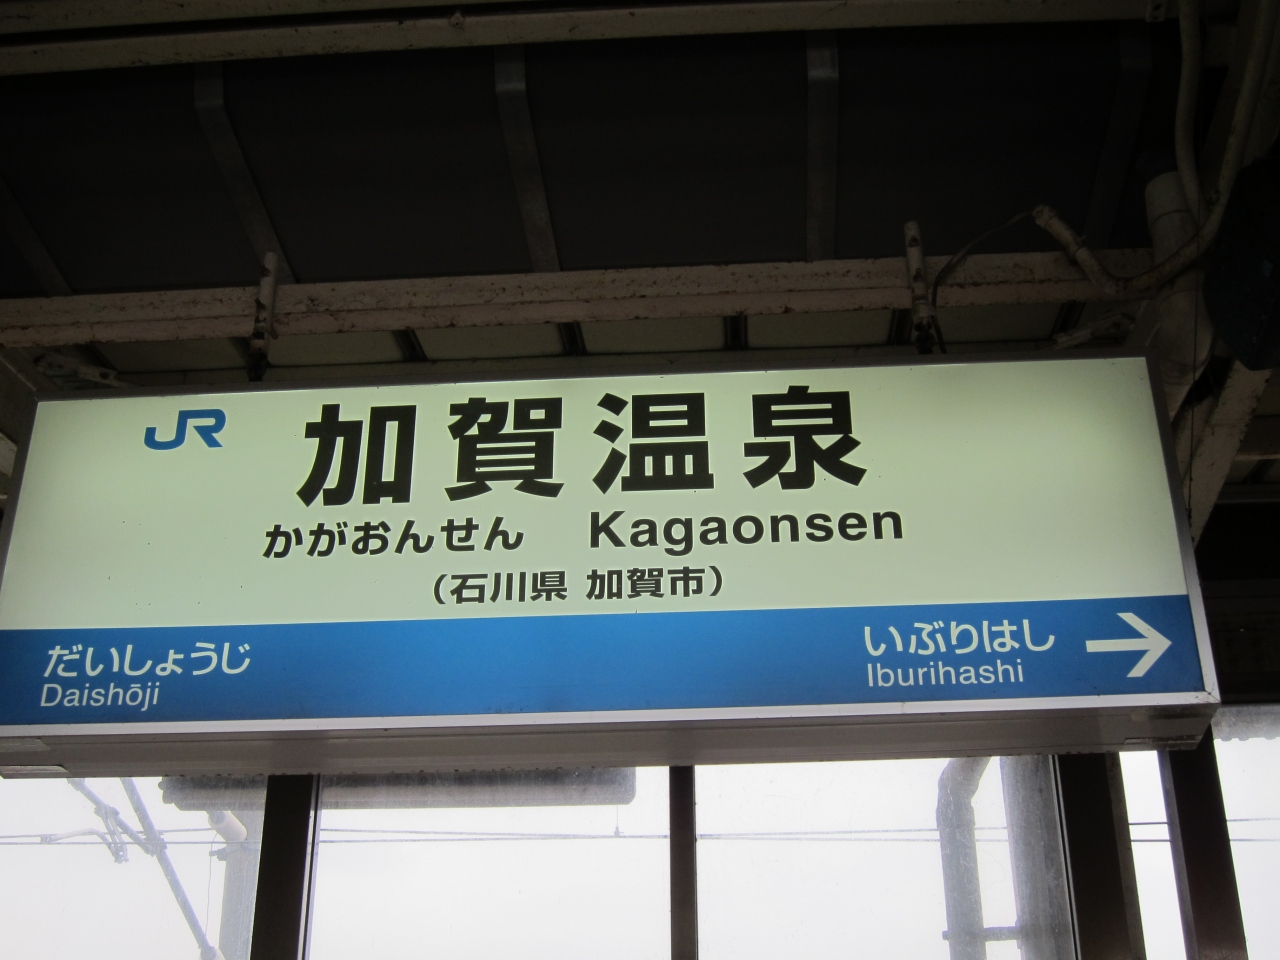 JR 加賀温泉
かがおんせん Kagaonsen
(石川県 加賀市)
だいしょうじ
Daishōji
いぶりはし →
Iburihashi